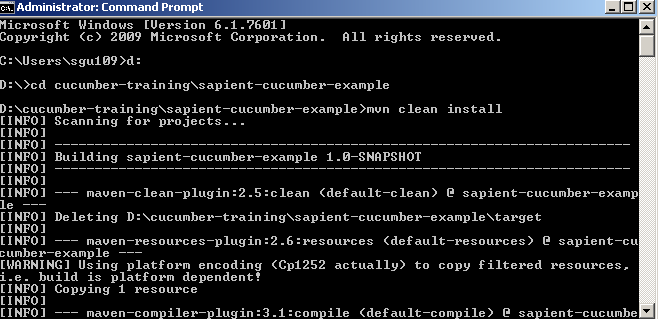 Administrator: Command Prompt
Microsoft Windows [Version 6.1.7601]
Copyright (c) 2009 Microsoft Corporation.  All rights reserved.
C:\Users\sgu109>d:
D:\>cd cucumber-training\sapient-cucumber-example
D:\cucumber-training\sapient-cucumber-example>mvn clean install
[INFO] Scanning for projects...
[INFO]
[INFO] ------------------------------------------------------------------------
[INFO] Building sapient-cucumber-example 1.0-SNAPSHOT
[INFO] ------------------------------------------------------------------------
[INFO]
[INFO] --- maven-clean-plugin:2.5:clean (default-clean) @ sapient-cucumber-examp
le ---
[INFO] Deleting D:\cucumber-training\sapient-cucumber-example\target
[INFO]
[INFO] --- maven-resources-plugin:2.6:resources (default-resources) @ sapient-cu
cumber-example ---
[WARNING] Using platform encoding (Cp1252 actually) to copy filtered resources,
i.e. build is platform dependent!
[INFO] Copying 1 resource
[INFO]
[INFO] --- maven-compiler-plugin:3.1:compile (default-compile) @ sapient-cucumbe